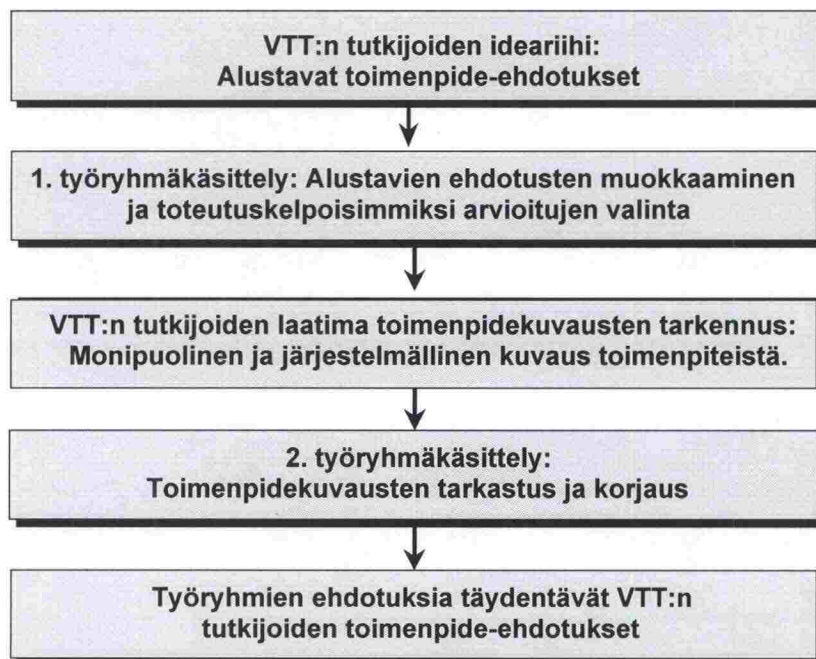 VTT:n tutkijoiden ideariihi:
Alustavat toimenpide-ehdotukset
1. työryhmäkäsittely: Alustavien ehdotusten muokkaaminen
ja toteutuskelpoisimmiksi arvioitujen valinta
VTT:n tutkijoiden laatima toimenpidekuvausten tarkennus:
Monipuolinen ja järjestelmällinen kuvaus toimenpiteistä.
2. työryhmäkäsittely:
Toimenpidekuvausten tarkastus ja korjaus
Työryhmien ehdotuksia täydentävät VTT:n
tutkijoiden toimenpide-ehdotukset